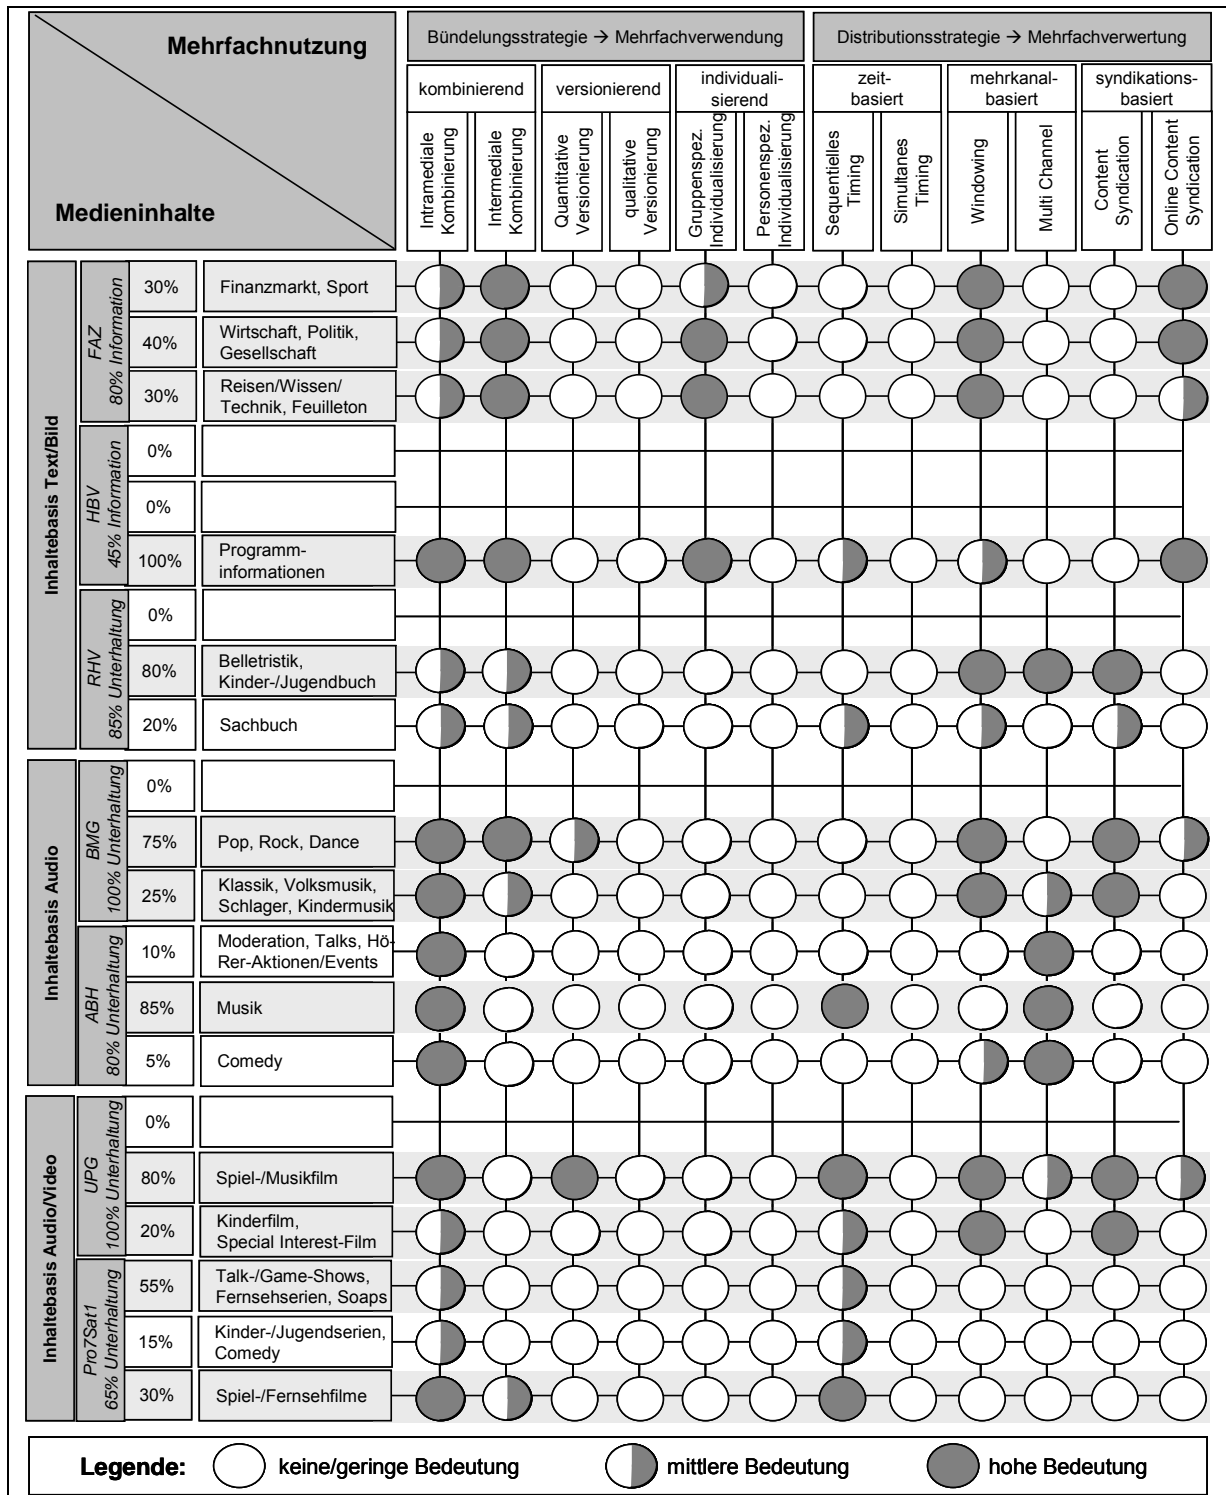 Mehrfachnutzung
Medieninhalte
Bündelungsstrategie → Mehrfachverwendung
Distributionsstrategie → Mehrfachverwertung
kombinierend
versionierend
individuali-
sierend
zeit-
basiert
mehrkanal-
basiert
syndikations-
basiert
Intramediale
Kombinierung
Intermediale
Kombinierung
Quantitative
Versionierung
qualitative
Versionierung
Gruppenspez.
Individualisierung
Personenspez.
Individualisierung
Sequentielles
Timing
Simultanes
Timing
Windowing
Multi Channel
Content
Syndication
Online Content
Syndication
Inhaltebasis Text/Bild
FAZ
80% Information
30%
Finanzmarkt, Sport
40%
Wirtschaft, Politik,
Gesellschaft
30%
Reisen/Wissen/
Technik, Feuilleton
HBV
45% Information
0%
0%
100%
Programm-
informationen
RHV
85% Unterhaltung
0%
80%
Belletristik,
Kinder-/Jugendbuch
20%
Sachbuch
Inhaltebasis Audio
BMG
100% Unterhaltung
0%
75%
Pop, Rock, Dance
25%
Klassik, Volksmusik,
Schlager, Kindermusik
ABH
80% Unterhaltung
10%
Moderation, Talks, Hö-
Rer-Aktionen/Events
85%
Musik
5%
Comedy
Inhaltebasis Audio/Video
UPG
100% Unterhaltung
0%
80%
Spiel-/Musikfilm
20%
Kinderfilm,
Special Interest-Film
Pro7Sat1
65% Unterhaltung
55%
Talk-/Game-Shows,
Fernsehserien, Soaps
15%
Kinder-/Jugendserien,
Comedy
30%
Spiel-/Fernsehfilme
Legende:
keine/geringe Bedeutung
mittlere Bedeutung
hohe Bedeutung